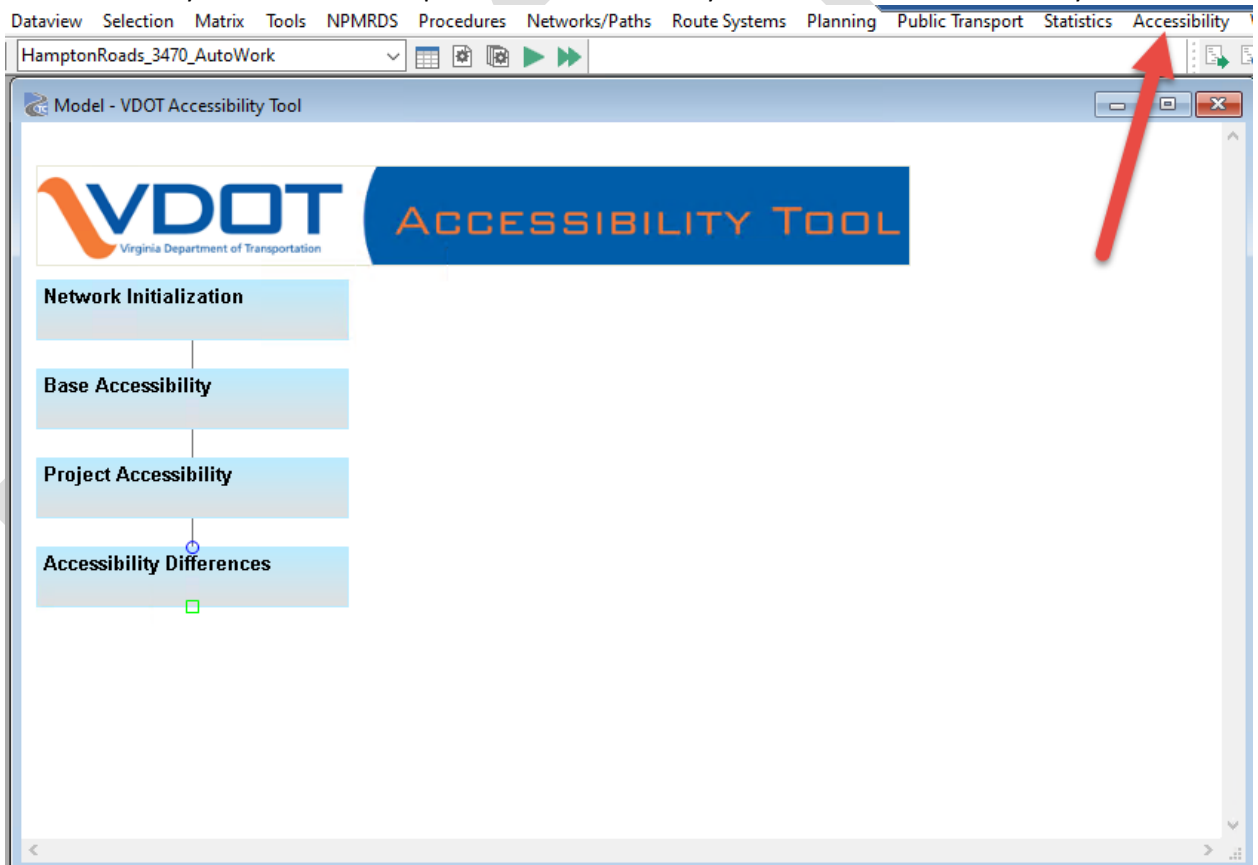 Dataview Selection Matrix Tools NPMRDS Procedures Networks/Paths Route Systems Planning Public Transport Statistics Accessibility
HamptonRoads_3470_AutoWork
Model - VDOT Accessibility Tool
VDOT
Virginia Department of Transportation
Accessibility Tool
Network Initialization
Base Accessibility
Project Accessibility
Accessibility Differences